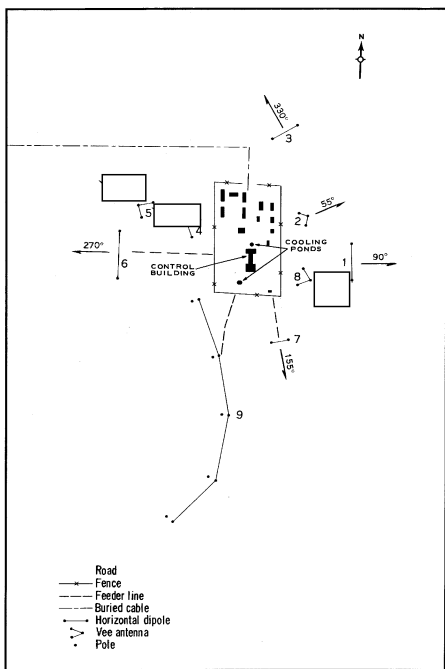 N
330°
3
2
55°
5
4
COOLING
PONDS
270°
CONTROL
BUILDING
6
1
90°
8
7
155°
9
Road
Fence
Feeder line
Buried cable
Horizontal dipole
Vee antenna
Pole